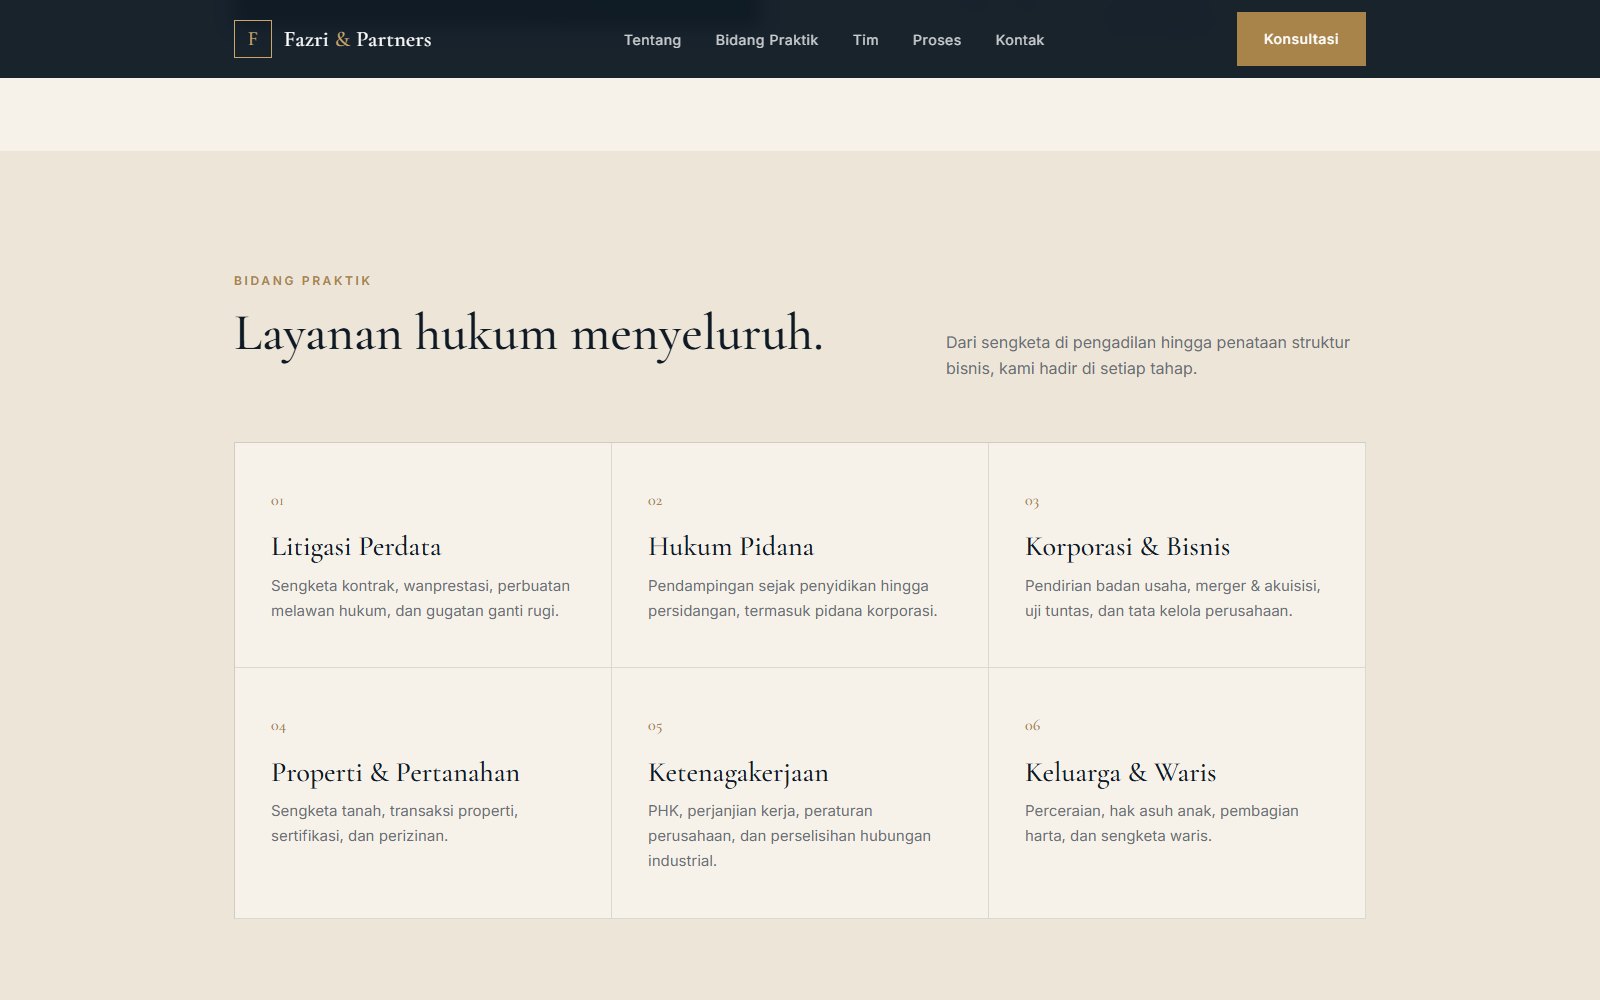 F
Fazri & Partners
Tentang
Bidang Praktik
Tim
Proses
Kontak
Konsultasi
BIDANG PRAKTIK
Layanan hukum menyeluruh.
Dari sengketa di pengadilan hingga penataan struktur
bisnis, kami hadir di setiap tahap.
01
Litigasi Perdata
Sengketa kontrak, wanprestasi, perbuatan
melawan hukum, dan gugatan ganti rugi.
02
Hukum Pidana
Pendampingan sejak penyidikan hingga
persidangan, termasuk pidana korporasi.
03
Korporasi & Bisnis
Pendirian badan usaha, merger & akuisisi,
uji tuntas, dan tata kelola perusahaan.
04
Properti & Pertanahan
Sengketa tanah, transaksi properti,
sertifikasi, dan perizinan.
05
Ketenagakerjaan
PHK, perjanjian kerja, peraturan
perusahaan, dan perselisihan hubungan
industrial.
06
Keluarga & Waris
Perceraian, hak asuh anak, pembagian
harta, dan sengketa waris.